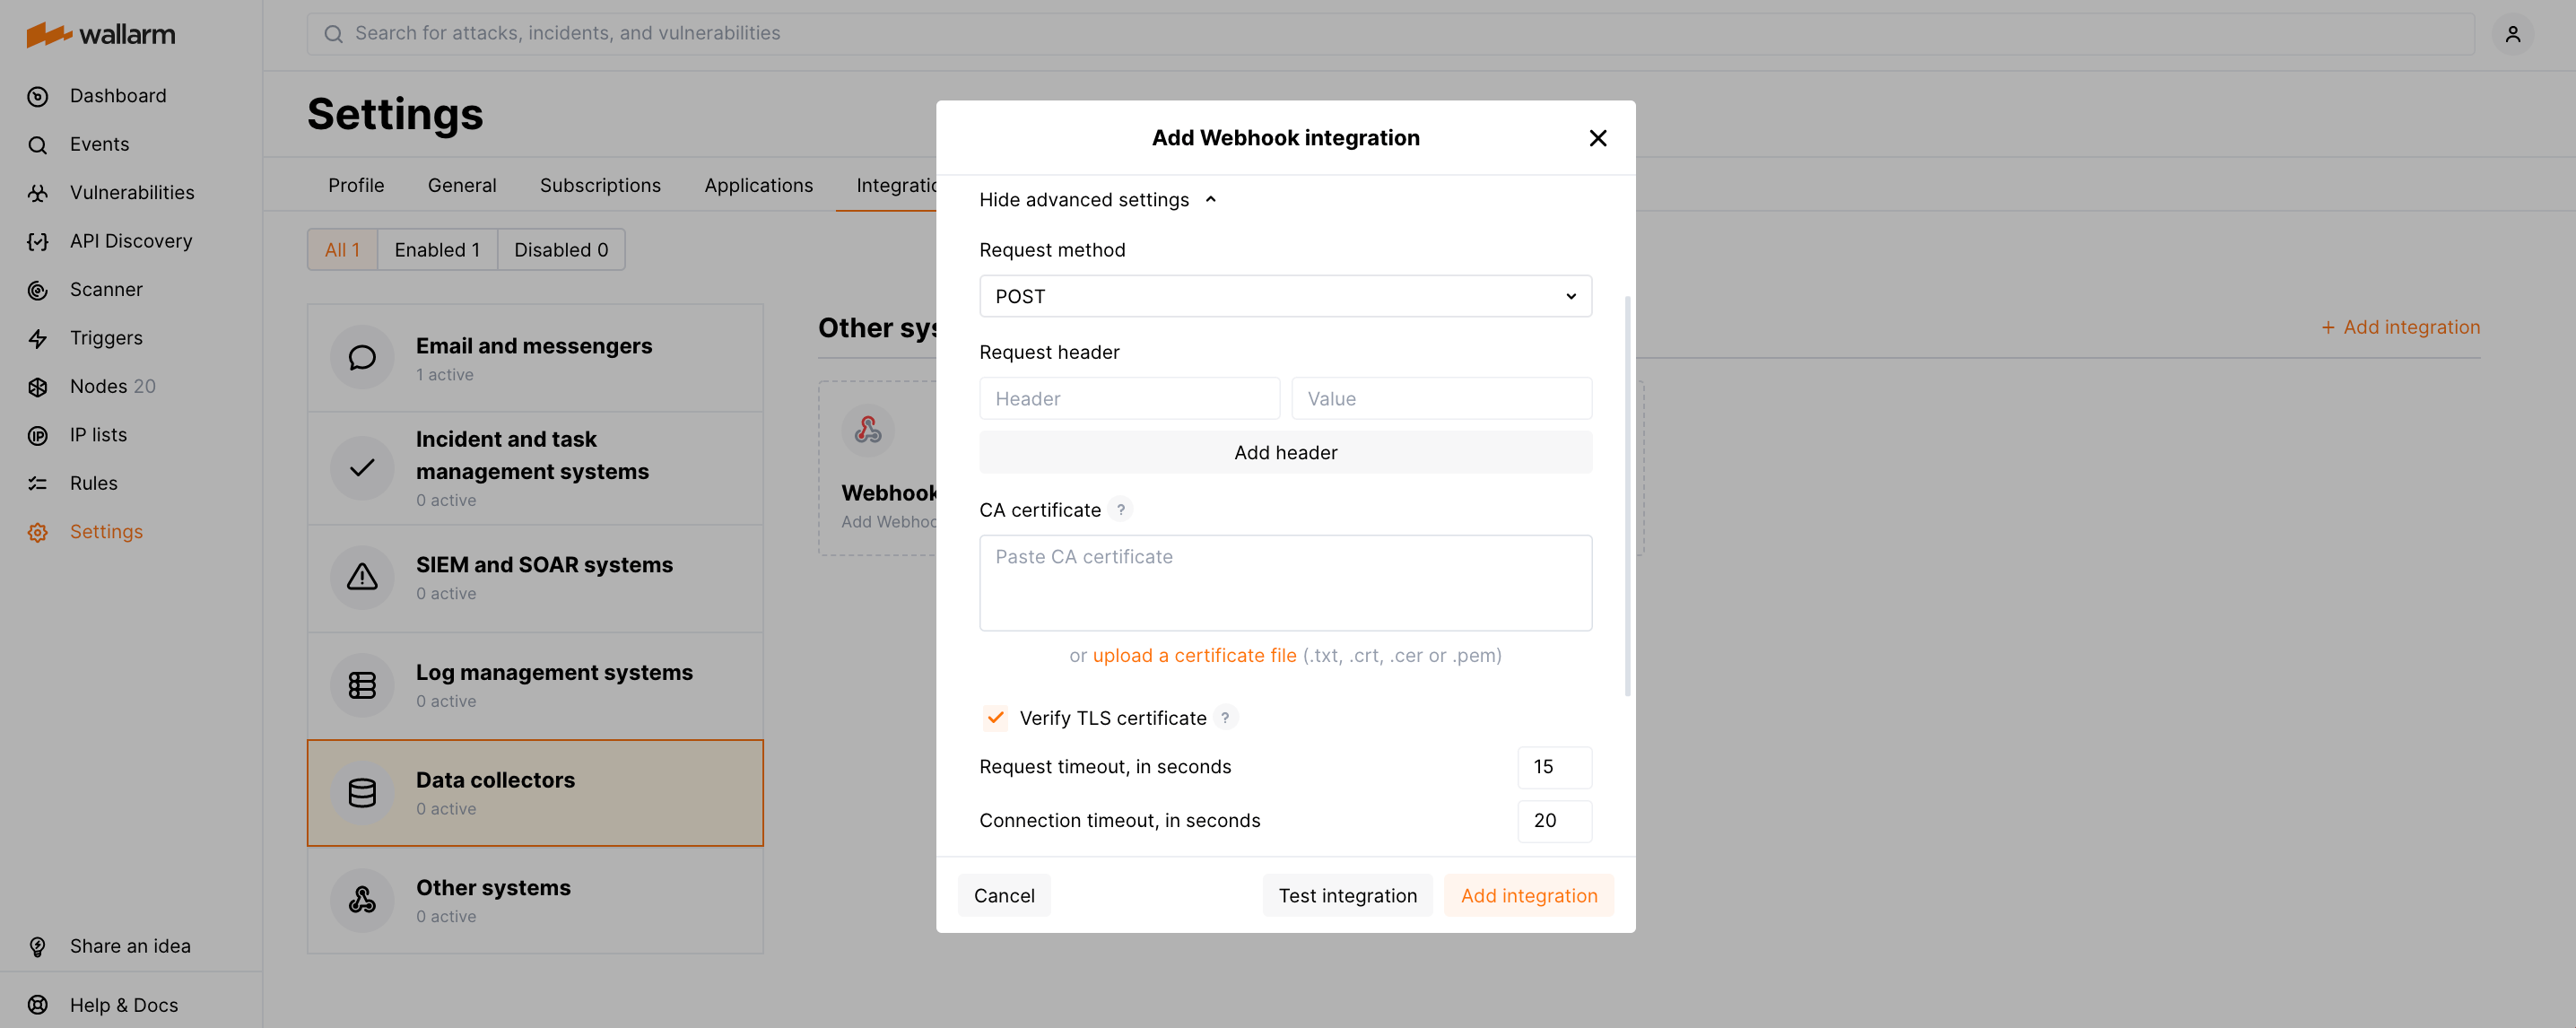 wallarm
Search for attacks, incidents, and vulnerabilities
Dashboard
Events
Vulnerabilities
API Discovery
Scanner
Triggers
Nodes 20
IP lists
Rules
Settings
Share an idea
Help & Docs
Settings
Profile General Subscriptions Applications
All 1 Enabled 1 Disabled 0
Email and messengers
1 active
Incident and task
management systems
0 active
SIEM and SOAR systems
0 active
Log management systems
0 active
Data collectors
0 active
Other systems
0 active
Other
+ Add integration
Webhook
Add
Add Webhook integration
Hide advanced settings
Request method
POST
Request header
Header Value
Add header
CA certificate ?
Paste CA certificate
or upload a certificate file (.txt, .crt, .cer or .pem)
Verify TLS certificate ?
Request timeout, in seconds 15
Connection timeout, in seconds 20
Cancel Test integration Add integration